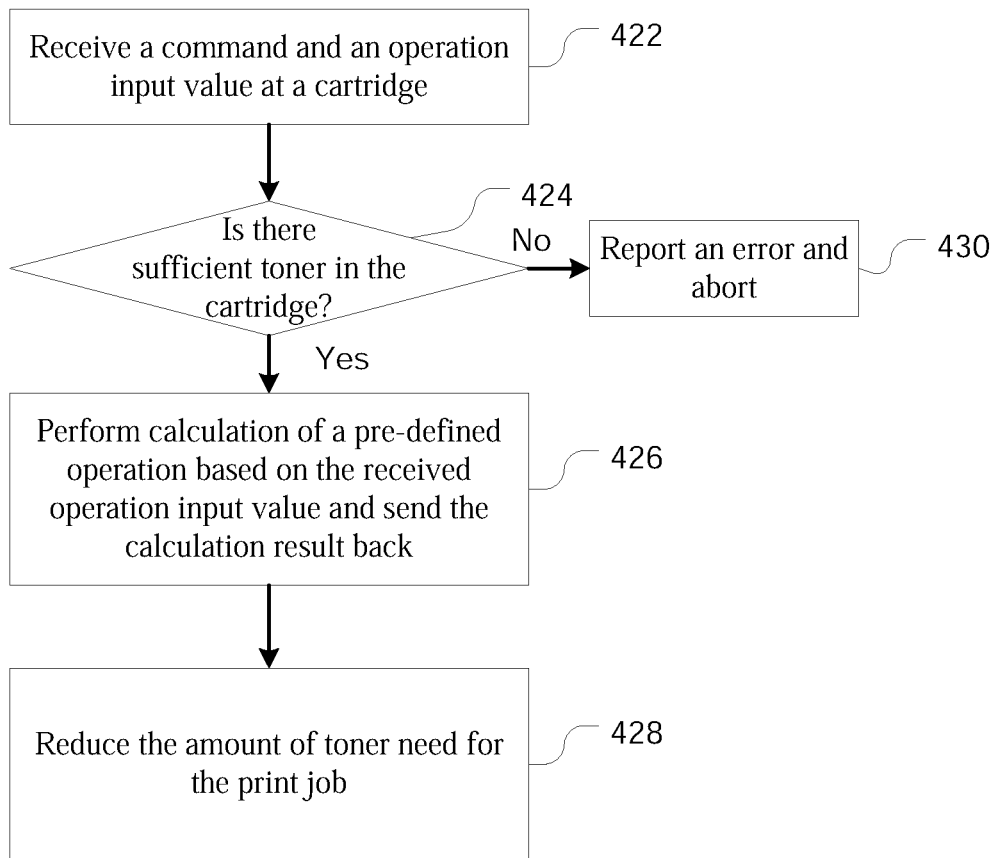 Receive a command and an operation
input value at a cartridge
422
424
Is there
sufficient toner in the
cartridge?
No
Report an error and
abort
430
Yes
Perform calculation of a pre-defined
operation based on the received
operation input value and send the
calculation result back
426
Reduce the amount of toner need for
the print job
428